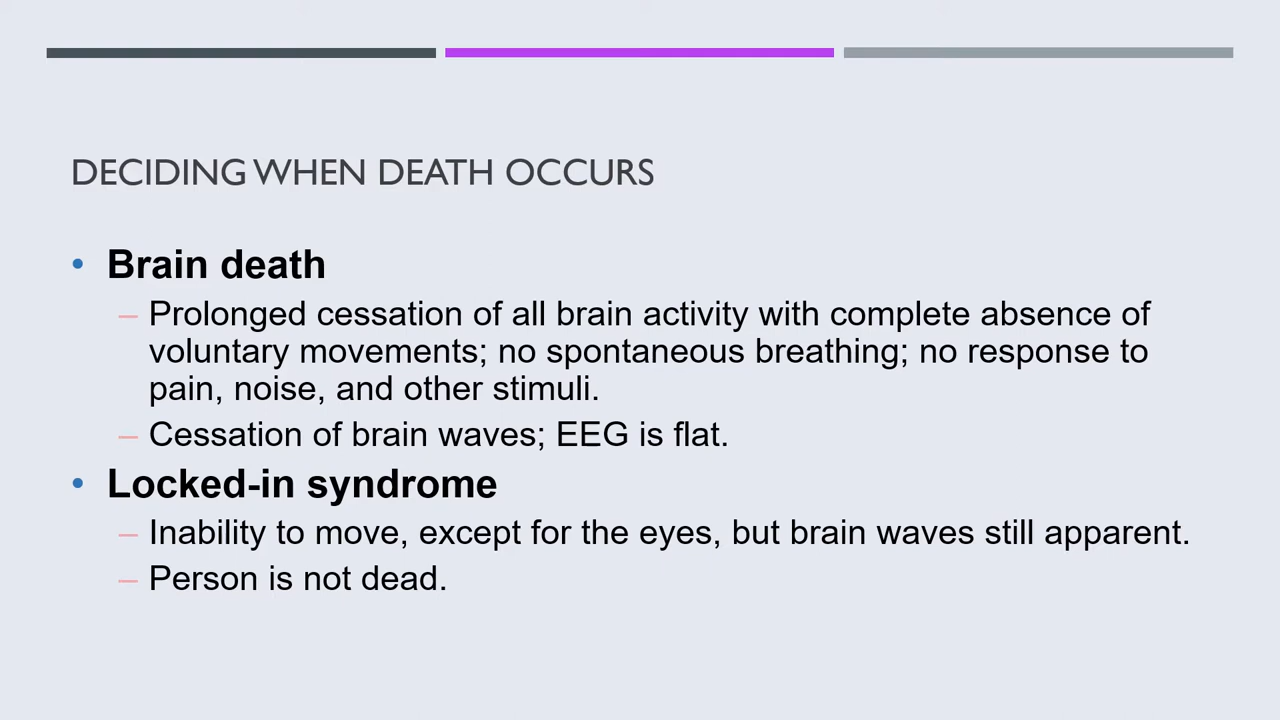 DECIDING WHEN DEATH OCCURS
• Brain death
– Prolonged cessation of all brain activity with complete absence of
voluntary movements; no spontaneous breathing; no response to
pain, noise, and other stimuli.
– Cessation of brain waves; EEG is flat.
• Locked-in syndrome
– Inability to move, except for the eyes, but brain waves still apparent.
– Person is not dead.